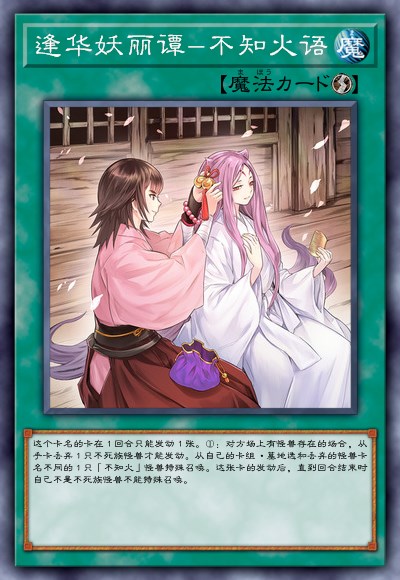 逢华妖丽谭-不知火语
魔
【魔法カード】
まほう
这个卡名的卡在1回合只能发动1张。①：对方场上有怪兽存在的场合，从
手卡丢弃1只不死族怪兽才能发动。从自己的卡组·墓地选和丢弃的怪兽卡
名不同的1只「不知火」怪兽特殊召唤。这张卡的发动后，直到回合结束时
自己不是不死族怪兽不能特殊召唤。